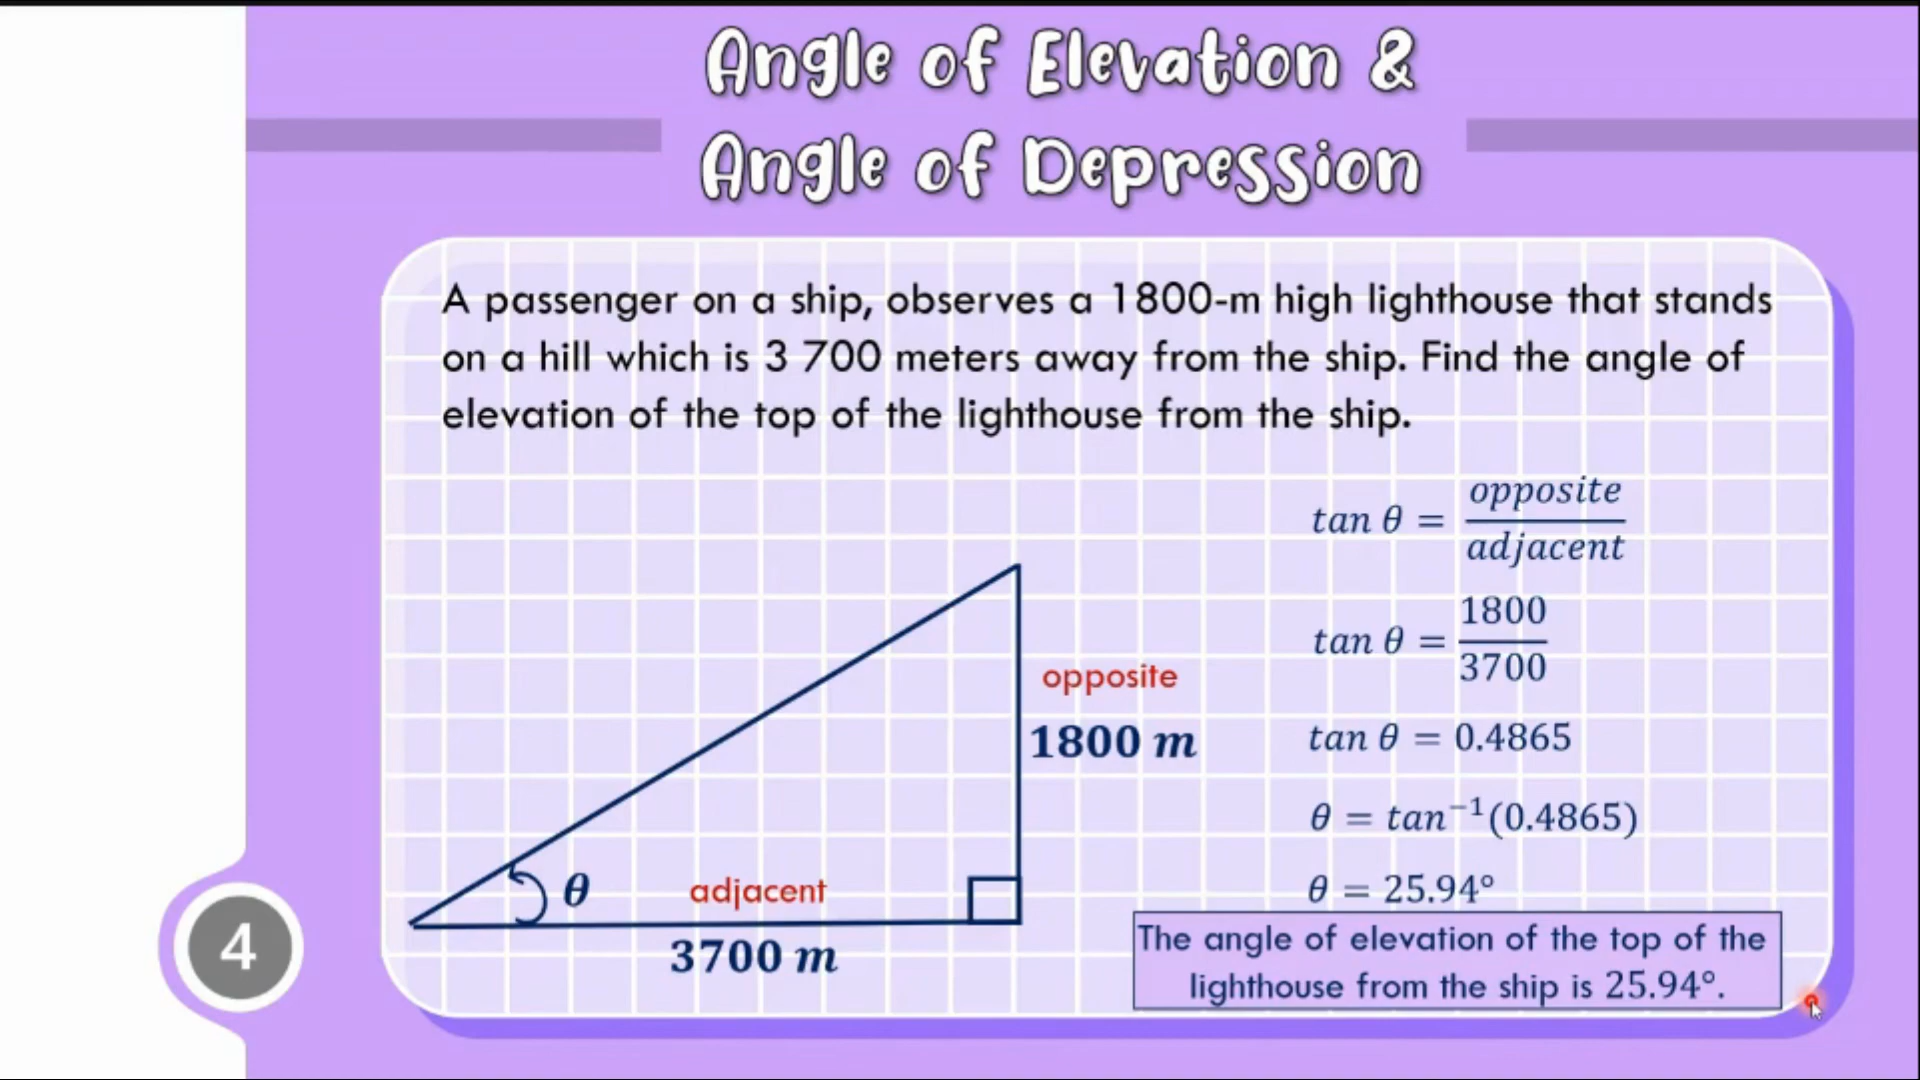 Angle of Elevation &
Angle of Depression
A passenger on a ship, observes a 1800-m high lighthouse that stands
on a hill which is 3 700 meters away from the ship. Find the angle of
elevation of the top of the lighthouse from the ship.
tan θ = opposite/adjacent
tan θ = 1800/3700
opposite
1800 m
tan θ = 0.4865
θ = tan⁻¹(0.4865)
θ
adjacent
θ = 25.94°
3700 m
The angle of elevation of the top of the
lighthouse from the ship is 25.94°.
4